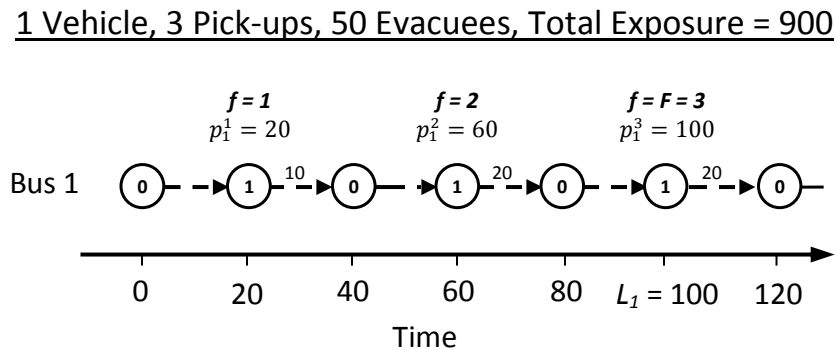 1 Vehicle, 3 Pick-ups, 50 Evacuees, Total Exposure = 900
f = 1 f = 2 f = F = 3
p₁¹ = 20 p₁² = 60 p₁³ = 100
Bus 1 0 1 10 0 1 20 0 1 20 0
0 20 40 60 80 L₁ = 100 120
Time